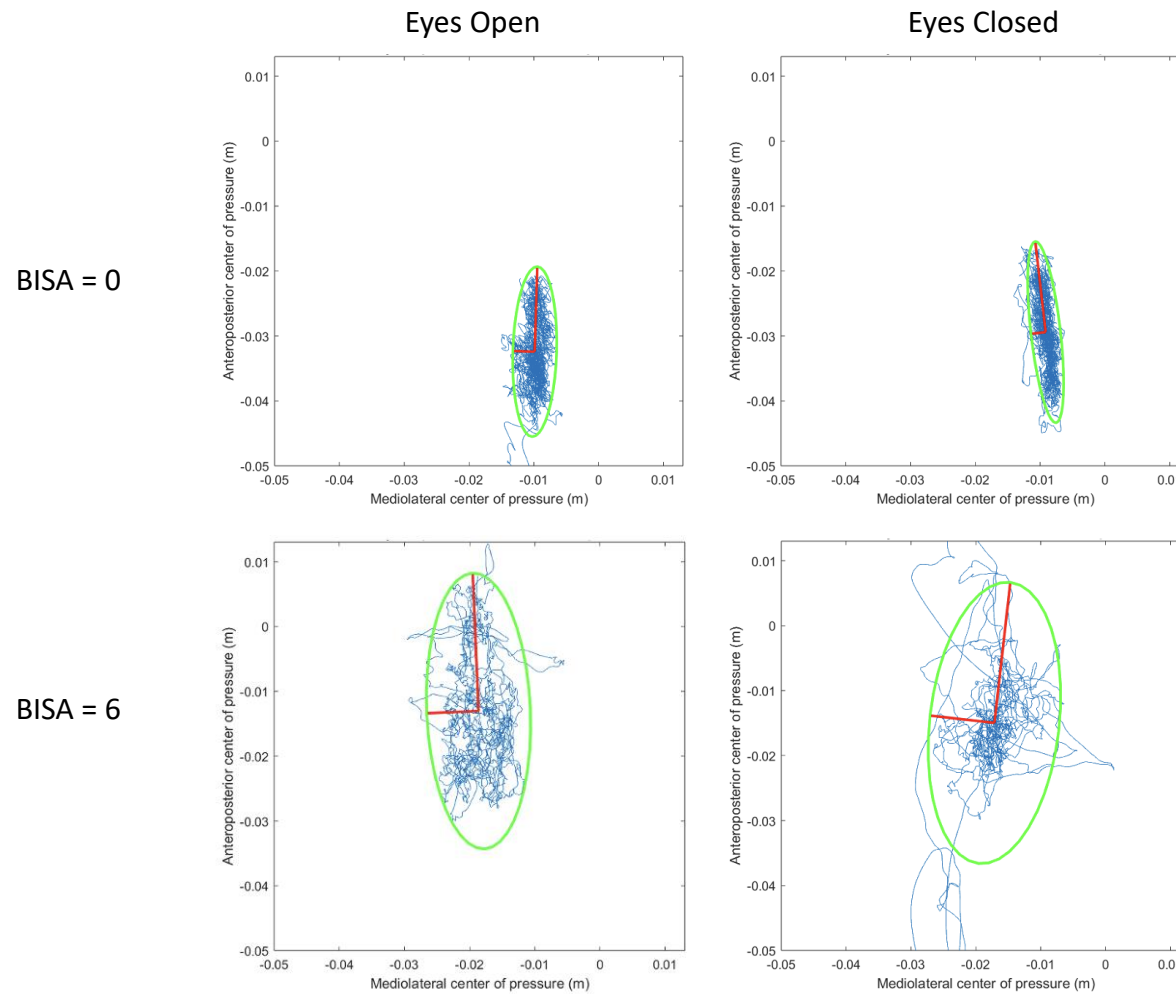 Eyes Open
Eyes Closed
BISA = 0
0.01
0
-0.01
-0.02
-0.03
-0.04
-0.05
Anteroposterior center of pressure (m)
-0.05 -0.04 -0.03 -0.02 -0.01 0 0.01
Mediolateral center of pressure (m)
0.01
0
-0.01
-0.02
-0.03
-0.04
-0.05
Anteroposterior center of pressure (m)
-0.05 -0.04 -0.03 -0.02 -0.01 0 0.0
Mediolateral center of pressure (m)
BISA = 6
0.01
0
-0.01
-0.02
-0.03
-0.04
-0.05
Anteroposterior center of pressure (m)
-0.05 -0.04 -0.03 -0.02 -0.01 0 0.01
Mediolateral center of pressure (m)
0.01
0
-0.01
-0.02
-0.03
-0.04
-0.05
Anteroposterior center of pressure (m)
-0.05 -0.04 -0.03 -0.02 -0.01 0 0.0
Mediolateral center of pressure (m)